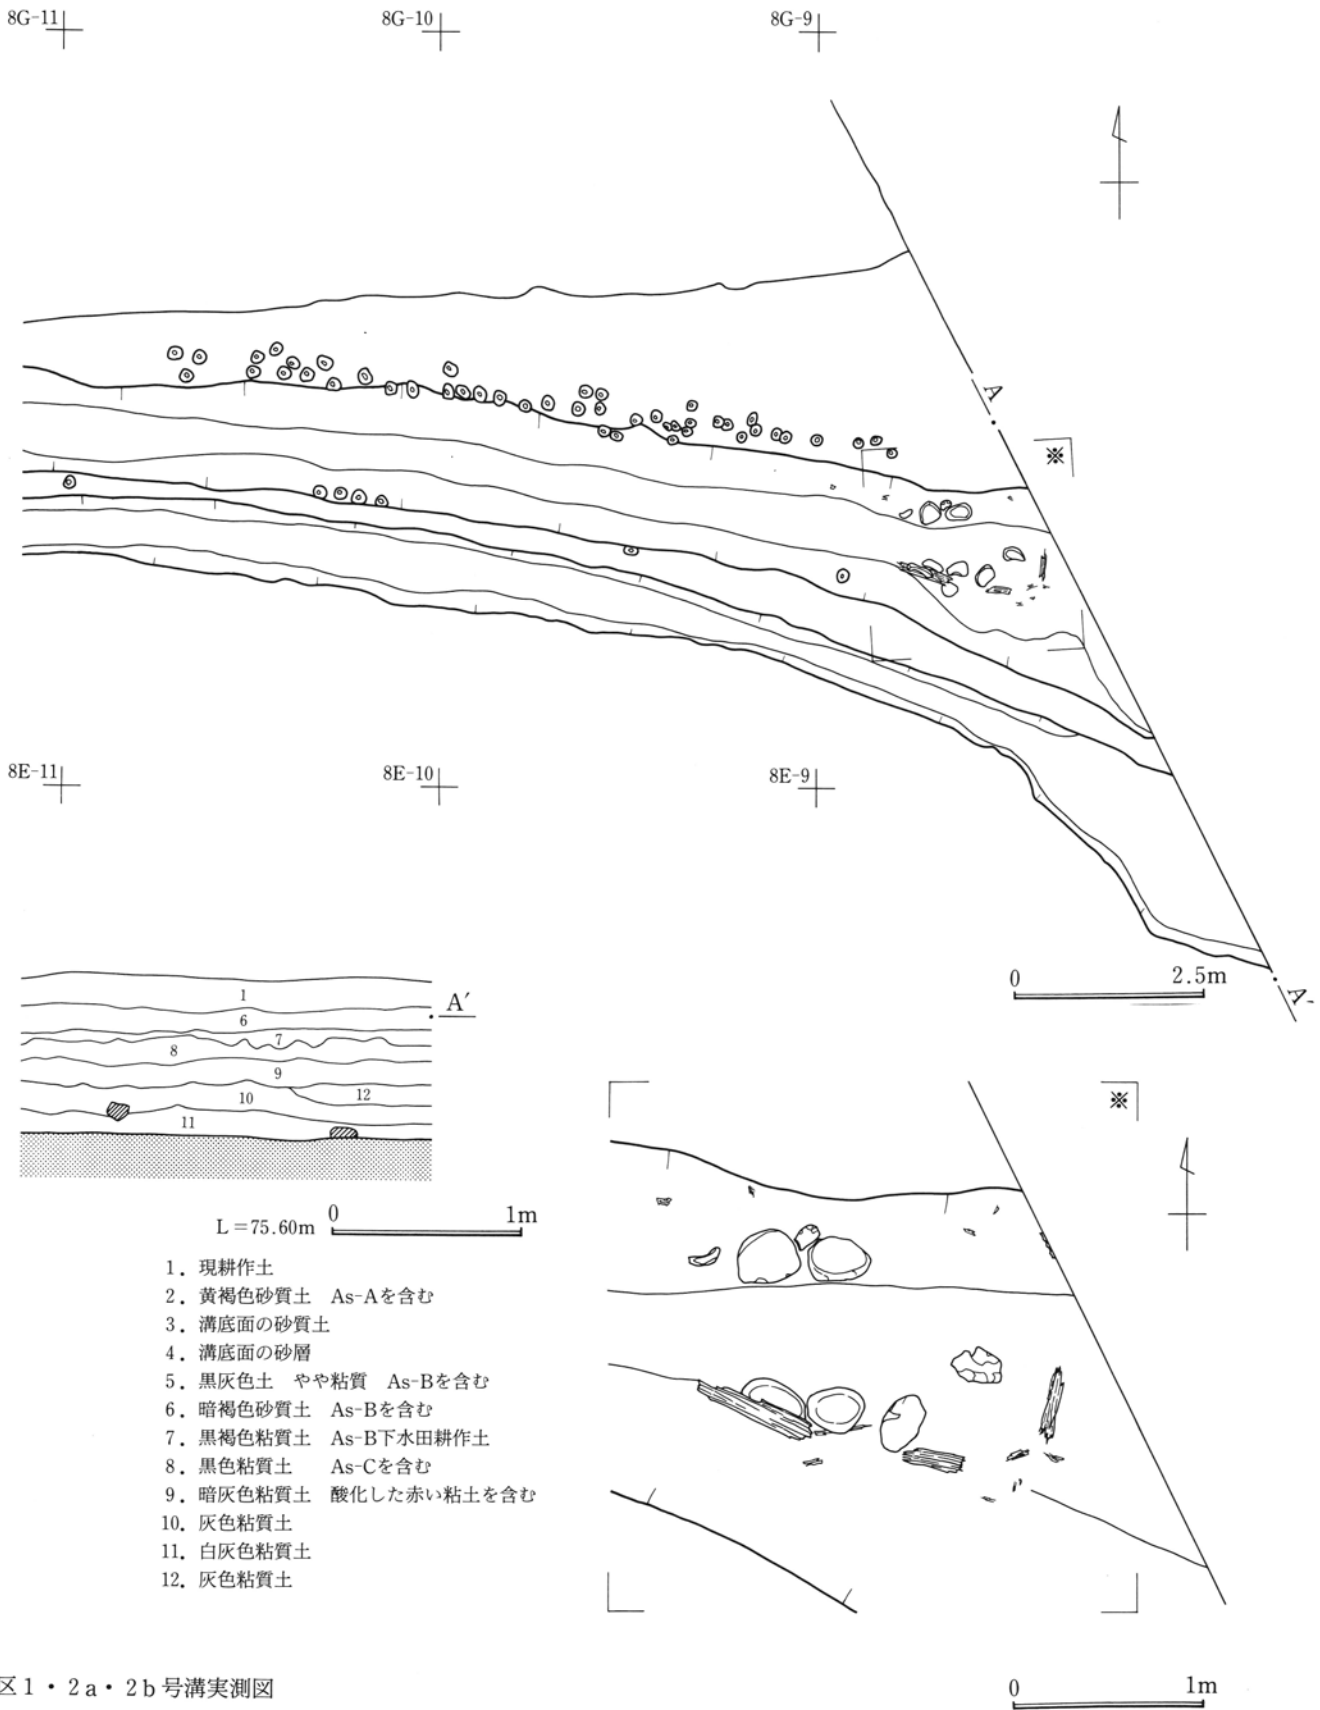 8G-11
8G-10
8G-9
A
※
8E-11
8E-10
8E-9
0 2.5m
A′
1
6
7
8
9
10
12
11
A′
※
L=75.60m 0 1m
1. 現耕作土
2. 黄褐色砂質土 As-Aを含む
3. 溝底面の砂質土
4. 溝底面の砂層
5. 黒灰色土 やや粘質 As-Bを含む
6. 暗褐色砂質土 As-Bを含む
7. 黒褐色粘質土 As-B下水田耕作土
8. 黒色粘質土 As-Cを含む
9. 暗灰色粘質土 酸化した赤い粘土を含む
10. 灰色粘質土
11. 白灰色粘質土
12. 灰色粘質土
区1・2a・2b号溝実測図
0 1m